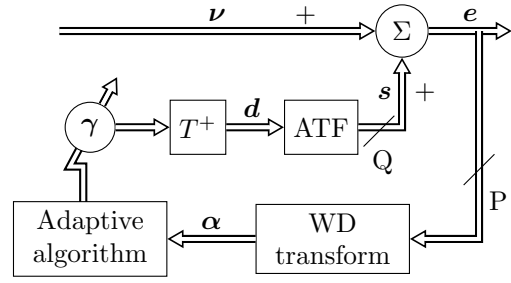 ν + Σ e
s +
γ T⁺ d ATF
Q
P
Adaptive
algorithm
α
WD
transform